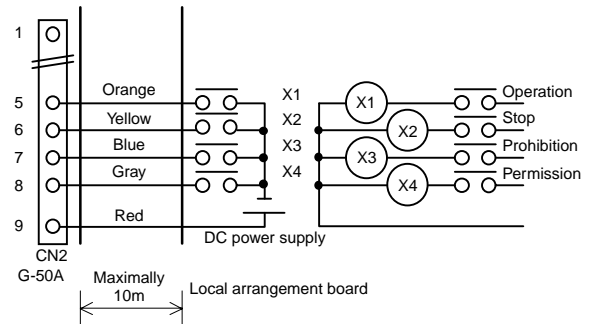 1
5 Orange X1 X1 Operation
6 Yellow X2 X2 Stop
7 Blue X3 X3 Prohibition
8 Gray X4 X4 Permission
9 Red
DC power supply
CN2
G-50A
Maximally
10m
Local arrangement board